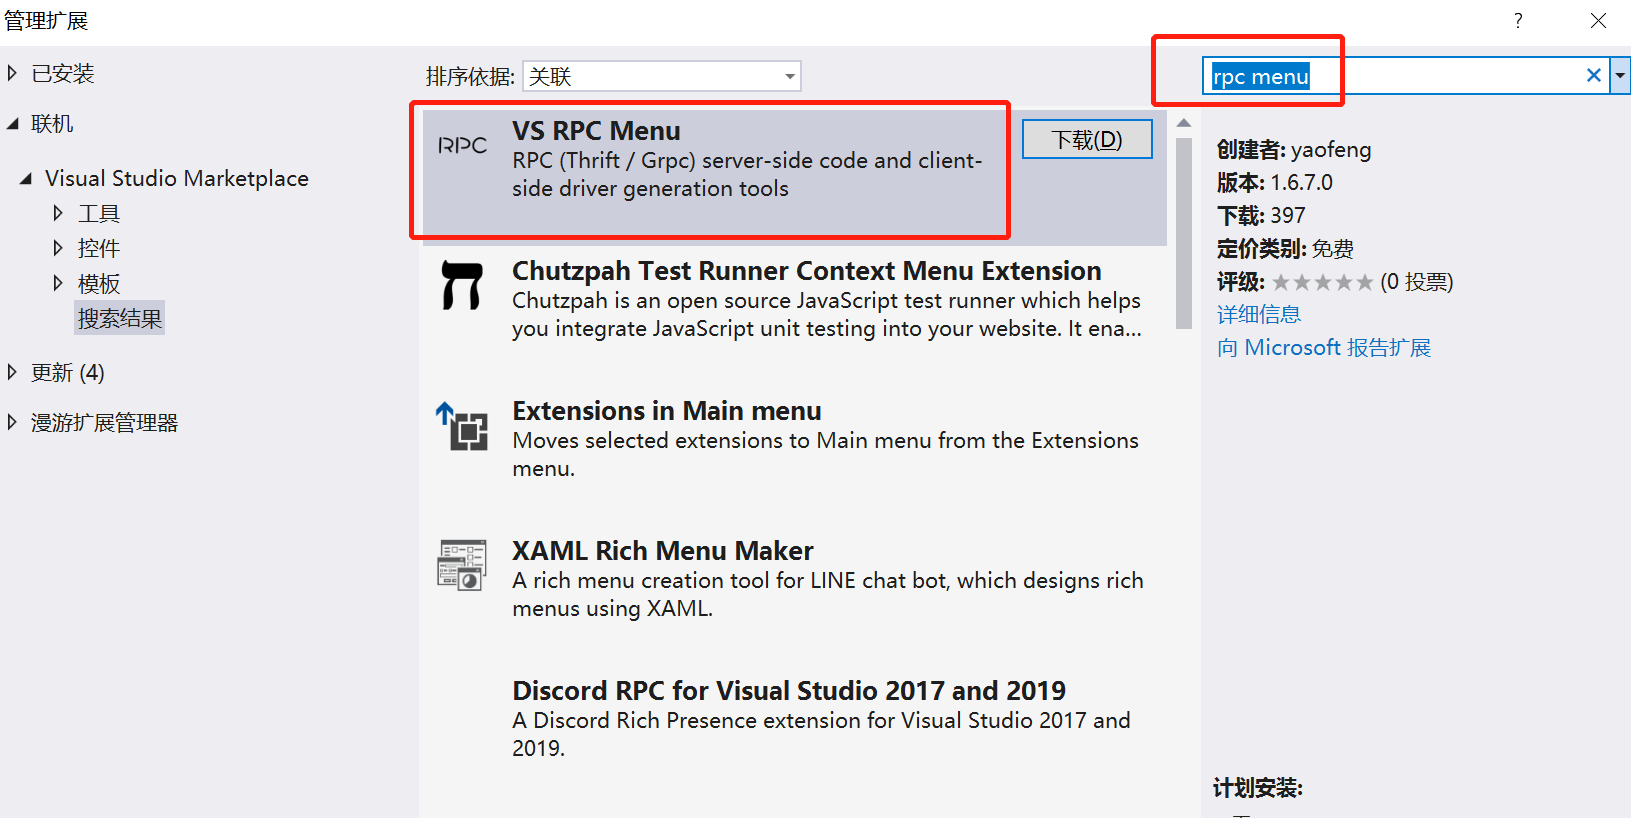 管理扩展
?
已安装
联机
Visual Studio Marketplace
工具
控件
模板
搜索结果
更新 (4)
漫游扩展管理器
排序依据: 关联
RPC
VS RPC Menu
RPC (Thrift / Grpc) server-side code and client-
side driver generation tools
下载(D)
Chutzpah Test Runner Context Menu Extension
Chutzpah is an open source JavaScript test runner which helps
you integrate JavaScript unit testing into your website. It ena...
Extensions in Main menu
Moves selected extensions to Main menu from the Extensions
menu.
XAML Rich Menu Maker
A rich menu creation tool for LINE chat bot, which designs rich
menus using XAML.
Discord RPC for Visual Studio 2017 and 2019
A Discord Rich Presence extension for Visual Studio 2017 and
2019.
rpc menu
创建者: yaofeng
版本: 1.6.7.0
下载: 397
定价类别: 免费
评级: ★★★★★ (0 投票)
详细信息
向 Microsoft 报告扩展
计划安装: